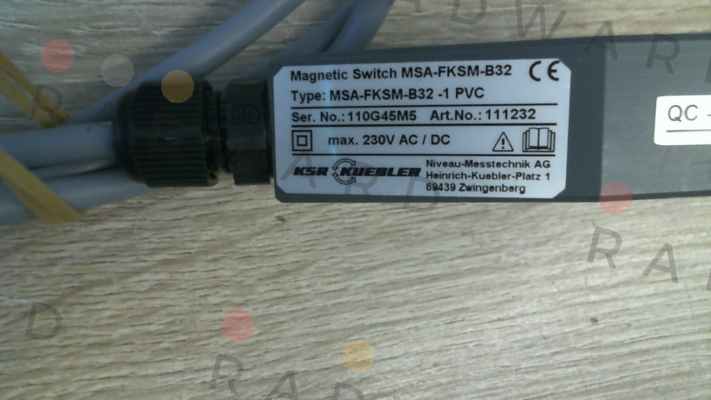 Magnetic Switch MSA-FKSM-B32 CE
Type: MSA-FKSM-B32 -1 PVC
Ser. No.: 110G45M5 Art.No.: 111232
max. 230V AC / DC
KSR KUEBLER
Niveau-Messtechnik AG
Heinrich-Kuebler-Platz 1
69439 Zwingenberg
QC -